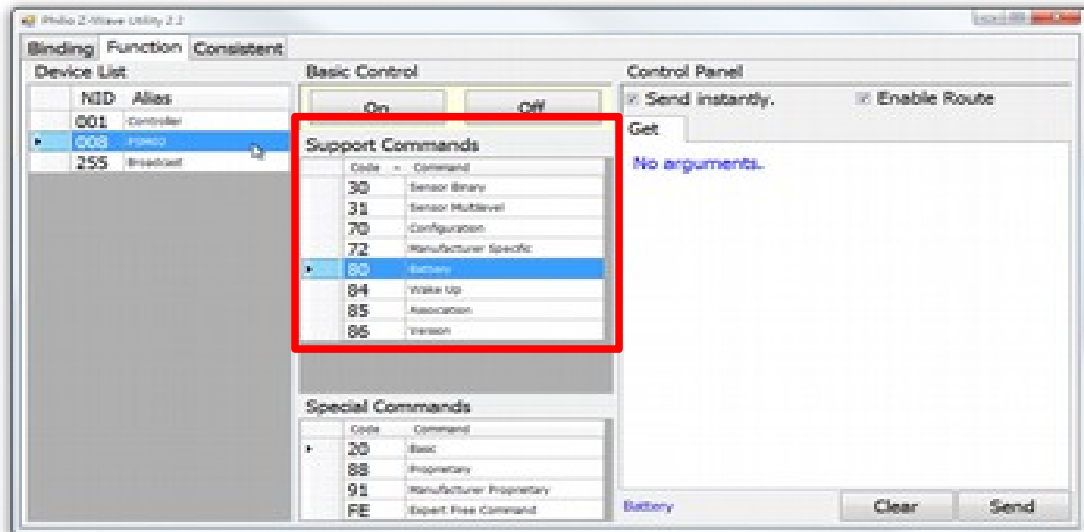 Philio Z-Wave Utility 2.2
Binding Function Consistent
Device List
NID Alias
001 Controller
008
255 Broadcast
Basic Control
On Off
Support Commands
Code Command
30 Sensor Binary
31 Sensor Multilevel
70 Configuration
72 Manufacturer Specific
80 Battery
84 Wake Up
85 Association
86 Version
Special Commands
Code Command
20 Basic
88 Proprietary
91 Manufacturer Proprietary
FE Expert Free Command
Control Panel
Send instantly. Enable Route
Get
No arguments.
Battery Clear Send